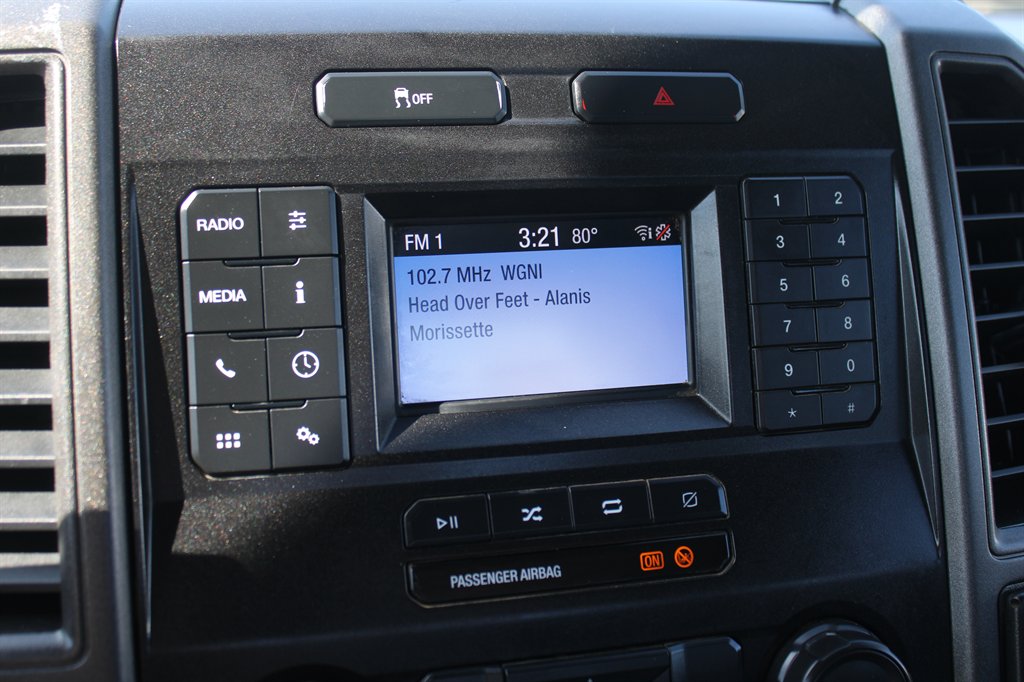 OFF
RADIO
MEDIA
i
FM 1 3:21 80°
102.7 MHz WGNI
Head Over Feet - Alanis
Morissette
1 2
3 4
5 6
7 8
9 0
* #
PASSENGER AIRBAG ON